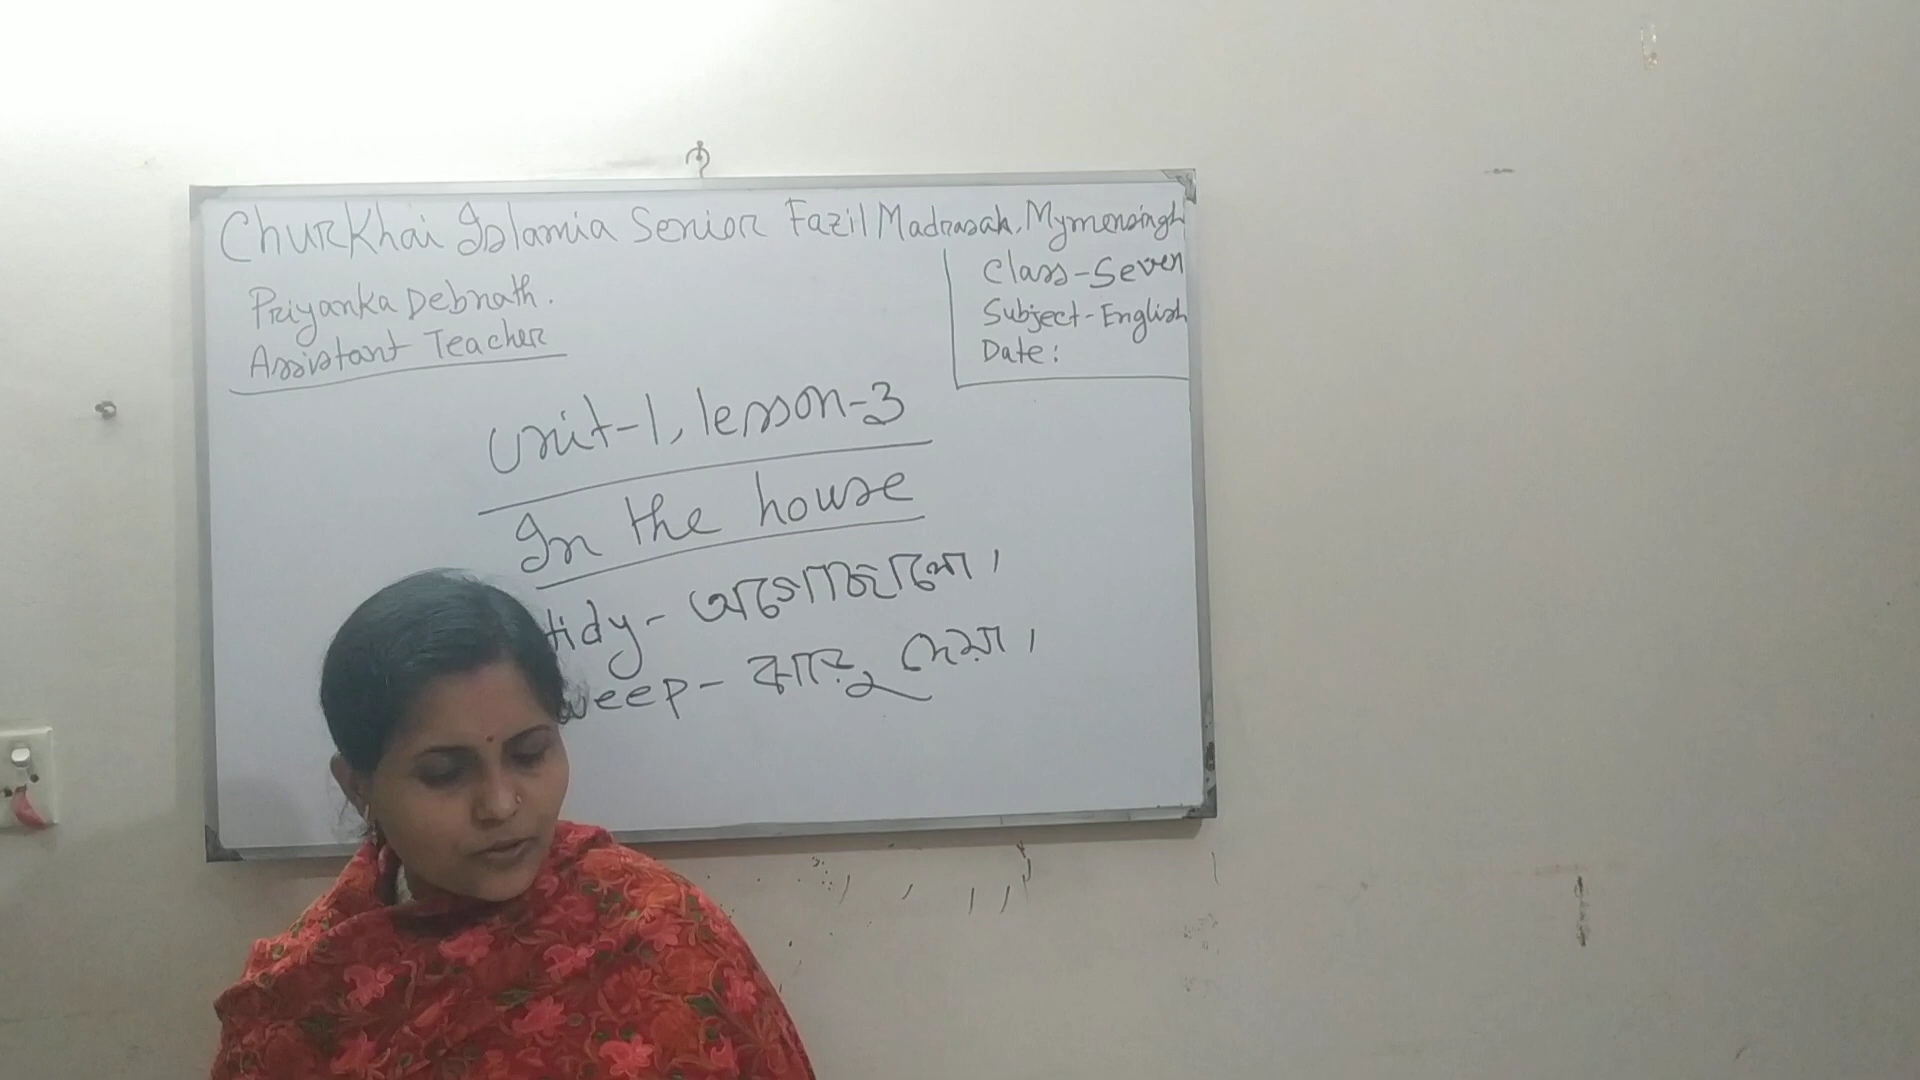 Churkhai Islamia Senior Fazil Madrasah, Mymensingh
Priyanka Debnath.
Assistant Teacher
Class-Seven
Subject-English
Date:
Unit-1, lesson-3
In the house
tidy- অগোছালো।
weep- ঝাড়ু দেয়া।